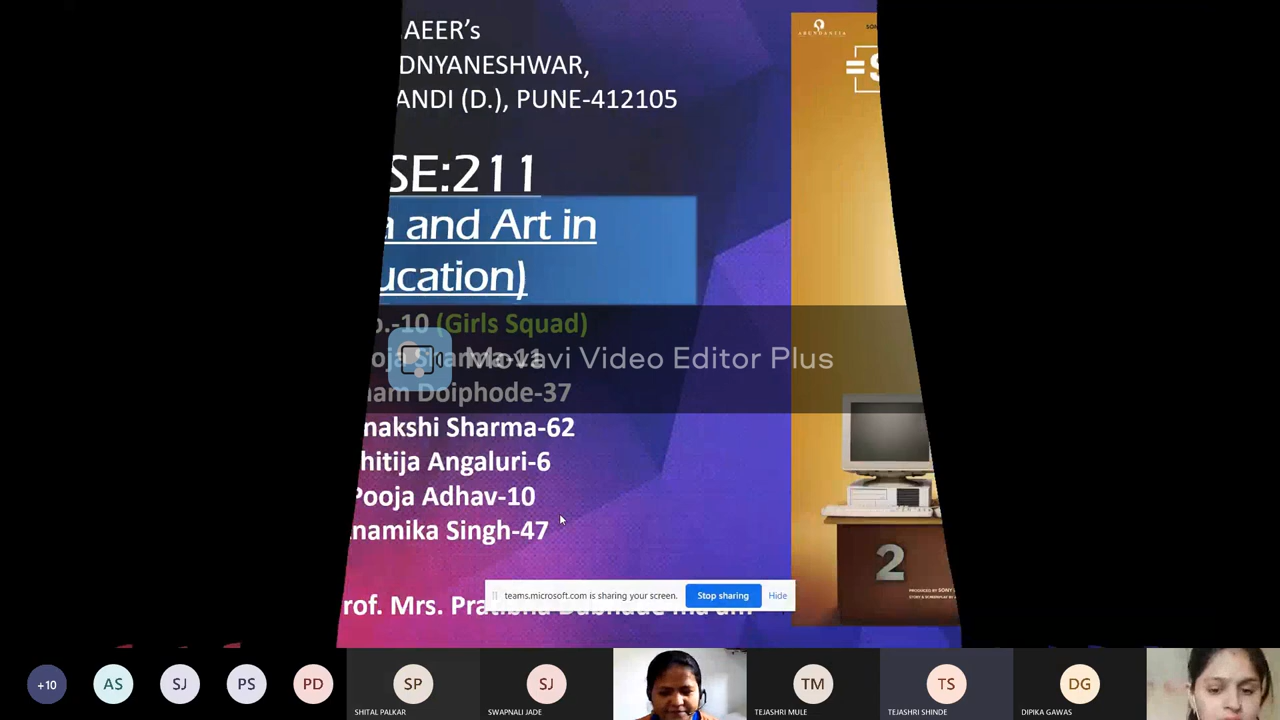 AEER's
DNYANESHWAR,
ANDI (D.), PUNE-412105
SE:211
and Art in
ucation)
-10 (Girls Squad)
Sharma-11
am Doiphode-37
nakshi Sharma-62
hitija Angaluri-6
Pooja Adhav-10
namika Singh-47
rof. Mrs.
Movavi Video Editor Plus
teams.microsoft.com is sharing your screen.
Stop sharing
Hide
ABUNDANTIA
2
+10
AS
SJ
PS
PD
SP
SHITAL PALKAR
SJ
SWAPNALI JADE
TM
TEJASHRI MULE
TS
TEJASHRI SHINDE
DG
DIPIKA GAWAS